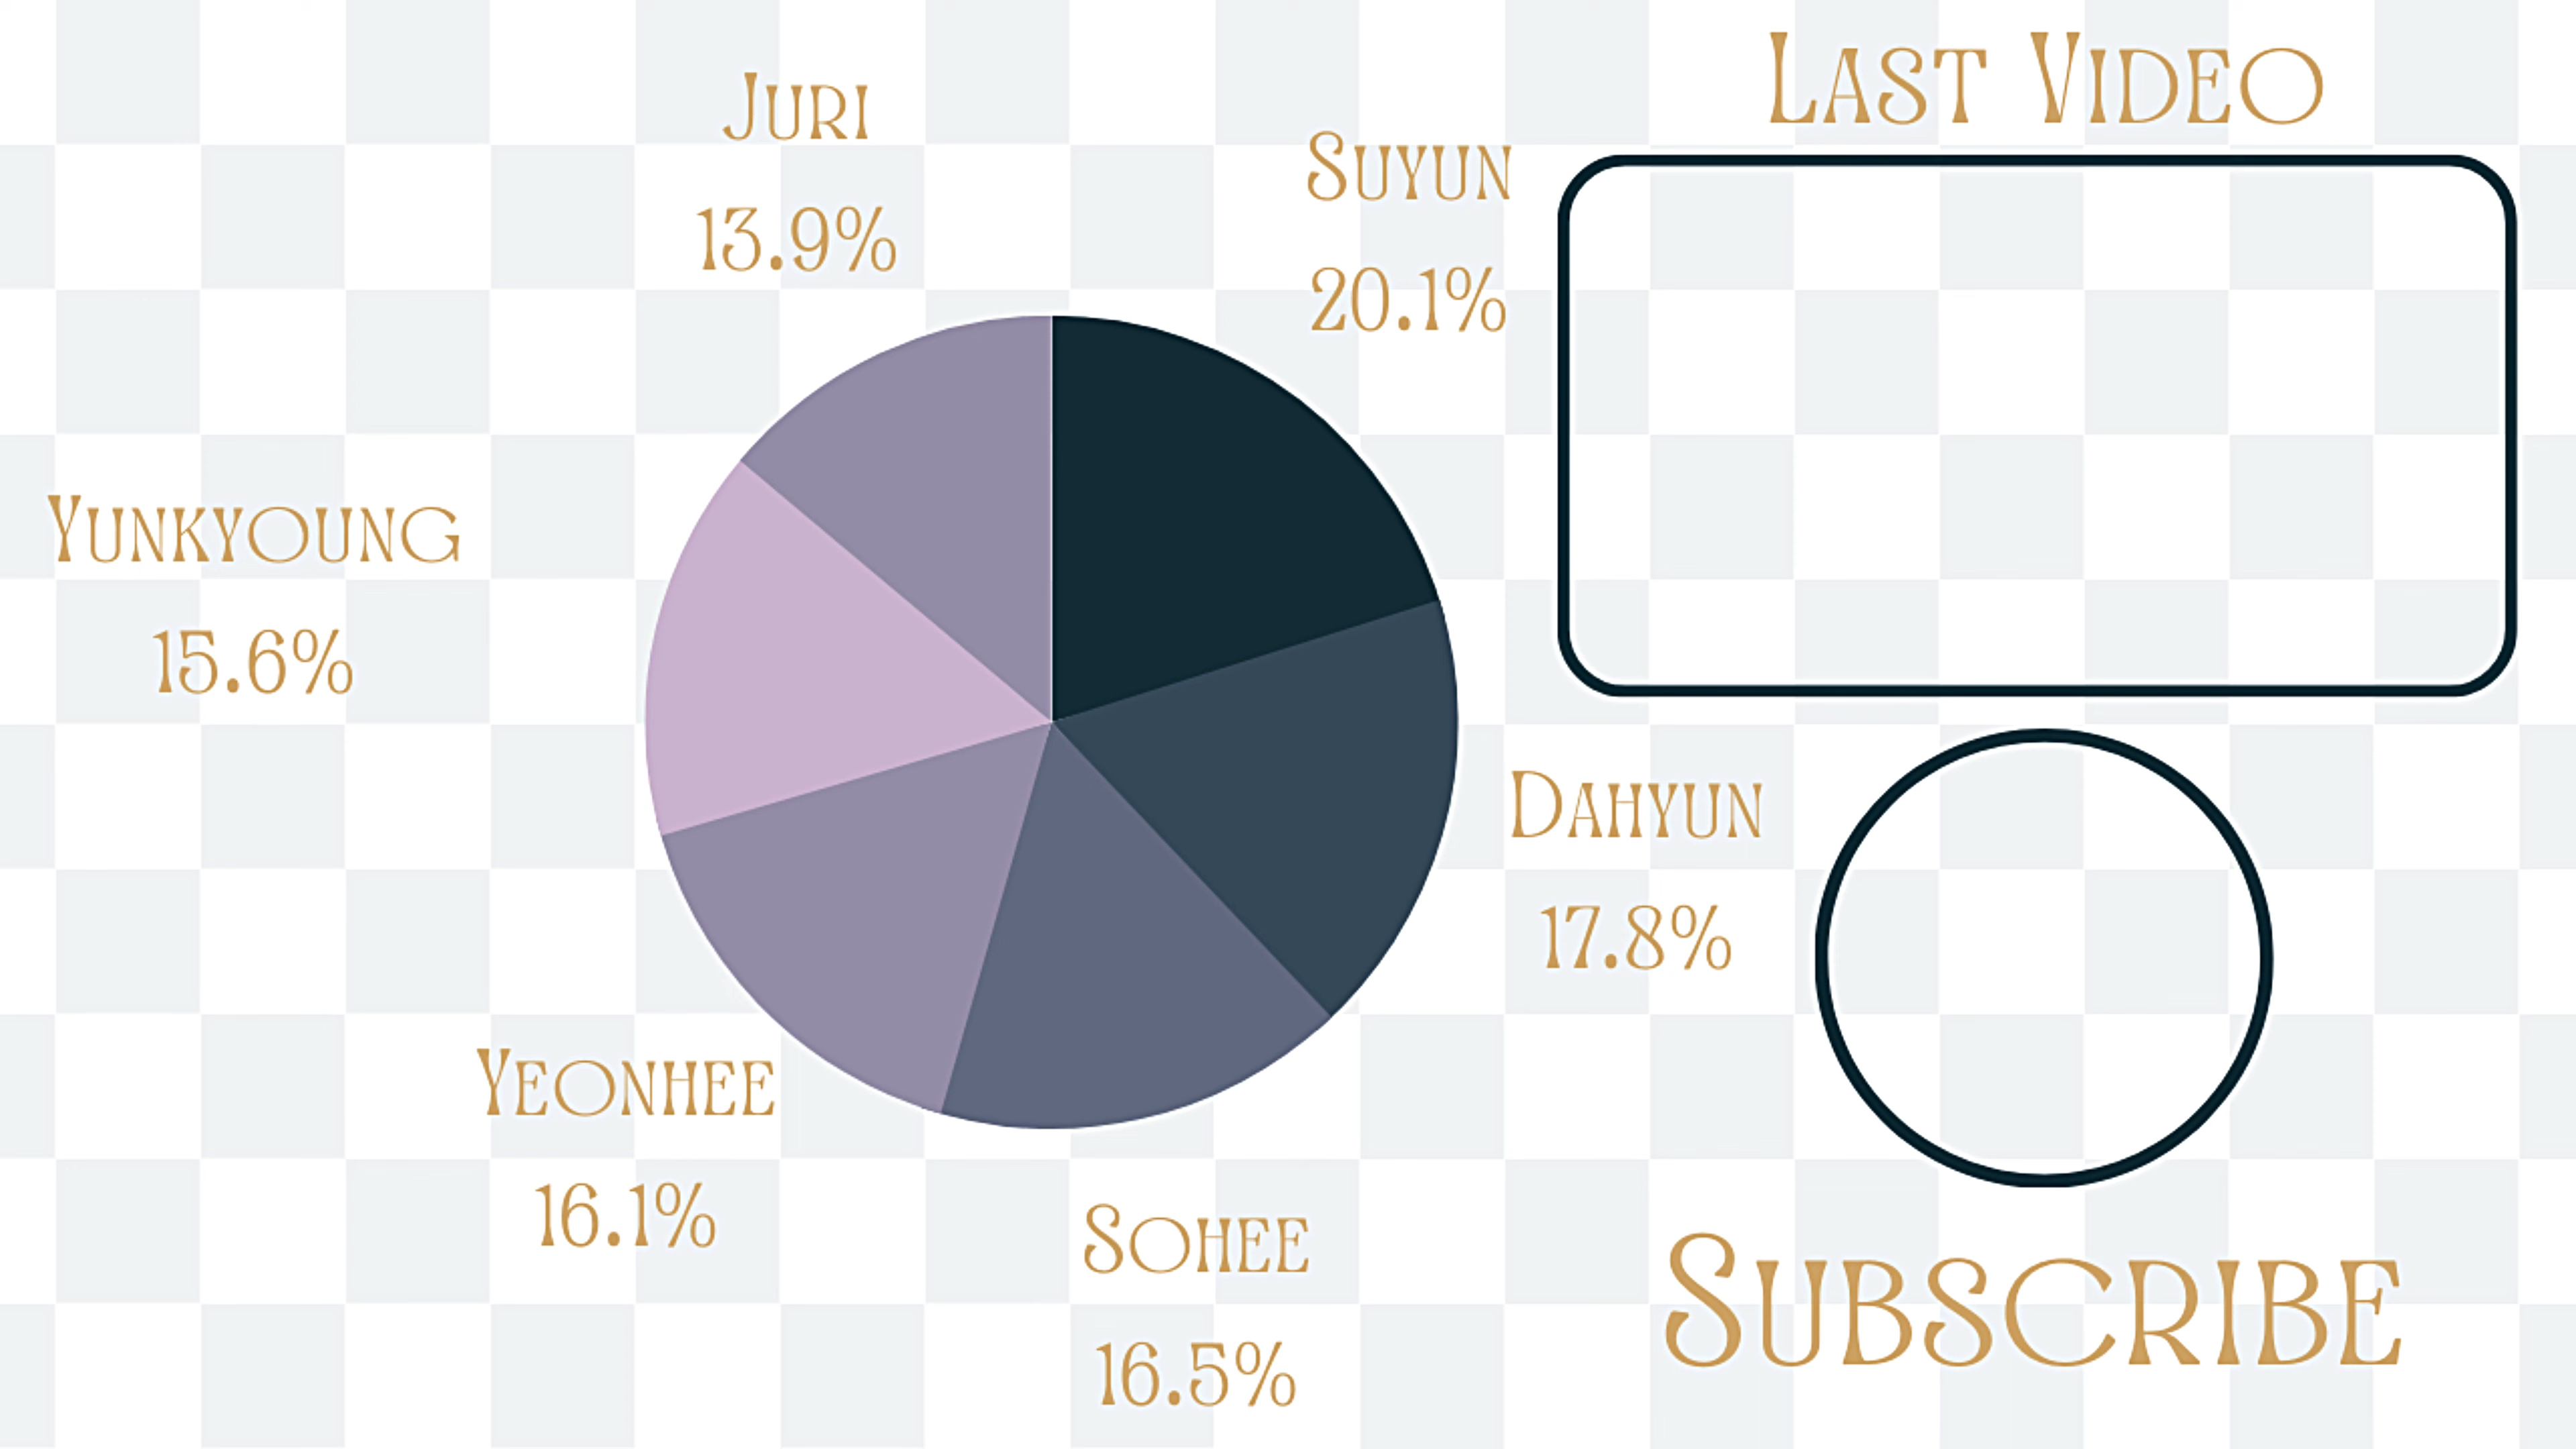 Juri
13.9%
Suyun
20.1%
Last Video
Yunkyoung
15.6%
Dahyun
17.8%
Yeonhee
16.1%
Sohee
16.5%
Subscribe